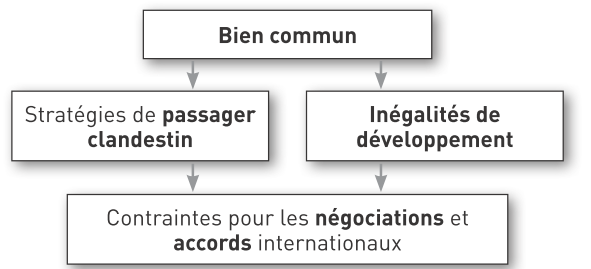 Bien commun
Stratégies de passager
clandestin
Inégalités de
développement
Contraintes pour les négociations et
accords internationaux